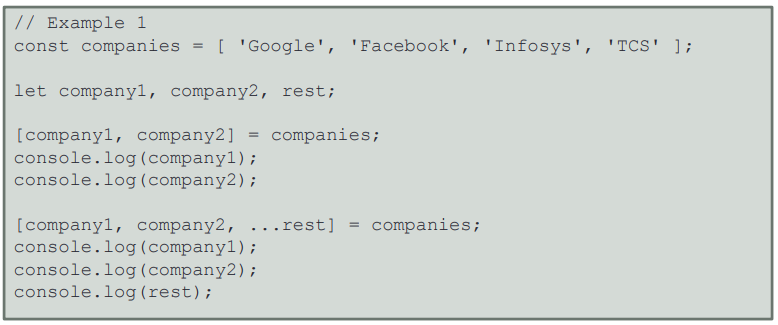 // Example 1
const companies = [ 'Google', 'Facebook', 'Infosys', 'TCS' ];
let company1, company2, rest;
[company1, company2] = companies;
console.log(company1);
console.log(company2);
[company1, company2, ...rest] = companies;
console.log(company1);
console.log(company2);
console.log(rest);